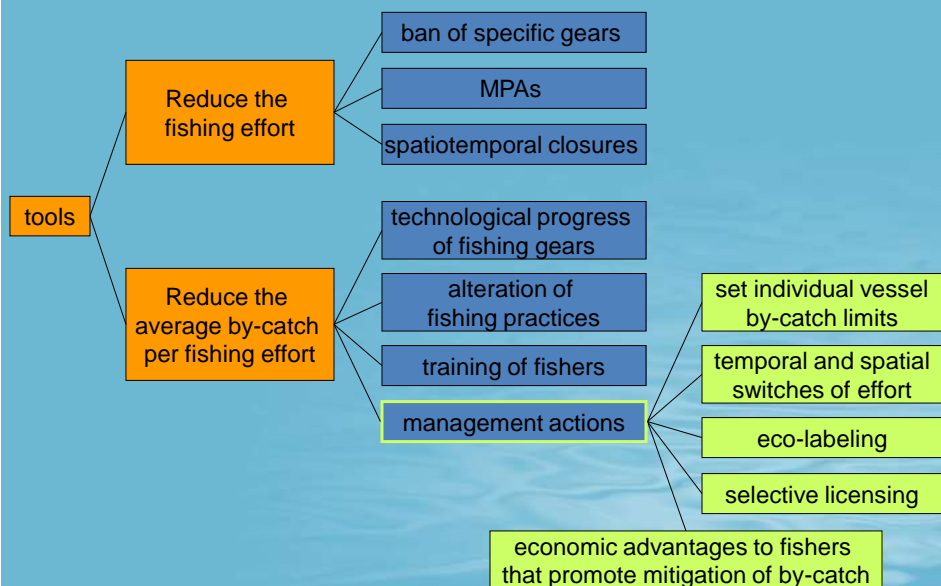 tools
Reduce the
fishing effort
ban of specific gears
MPAs
spatiotemporal closures
Reduce the
average by-catch
per fishing effort
technological progress
of fishing gears
alteration of
fishing practices
training of fishers
management actions
set individual vessel
by-catch limits
temporal and spatial
switches of effort
eco-labeling
selective licensing
economic advantages to fishers
that promote mitigation of by-catch